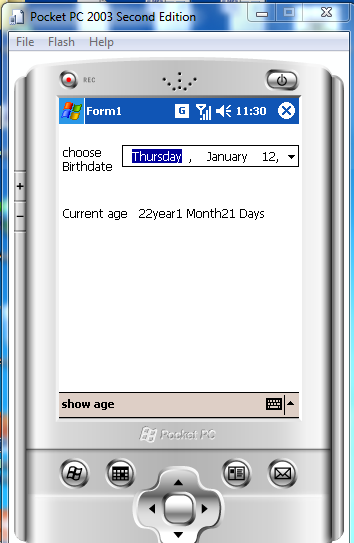 Pocket PC 2003 Second Edition
File Flash Help
REC
Form1 G 11:30
choose
Birthdate
Thursday , January 12,
Current age 22year1 Month21 Days
show age
Pocket PC